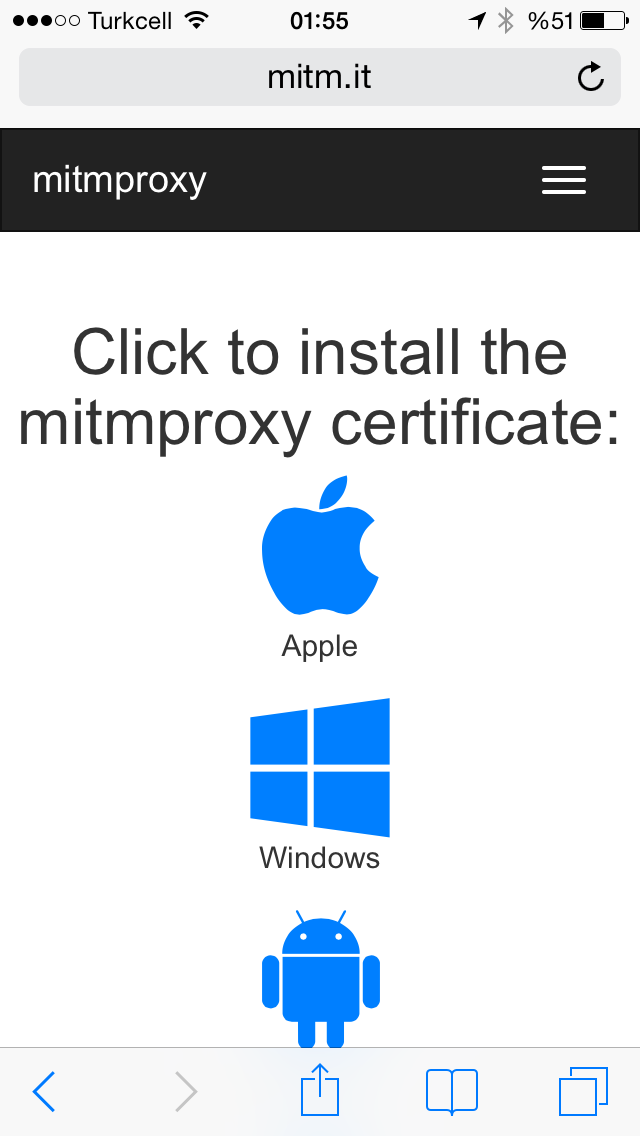 Turkcell 01:55 %51
mitm.it
mitmproxy
Click to install the
mitmproxy certificate:
Apple
Windows